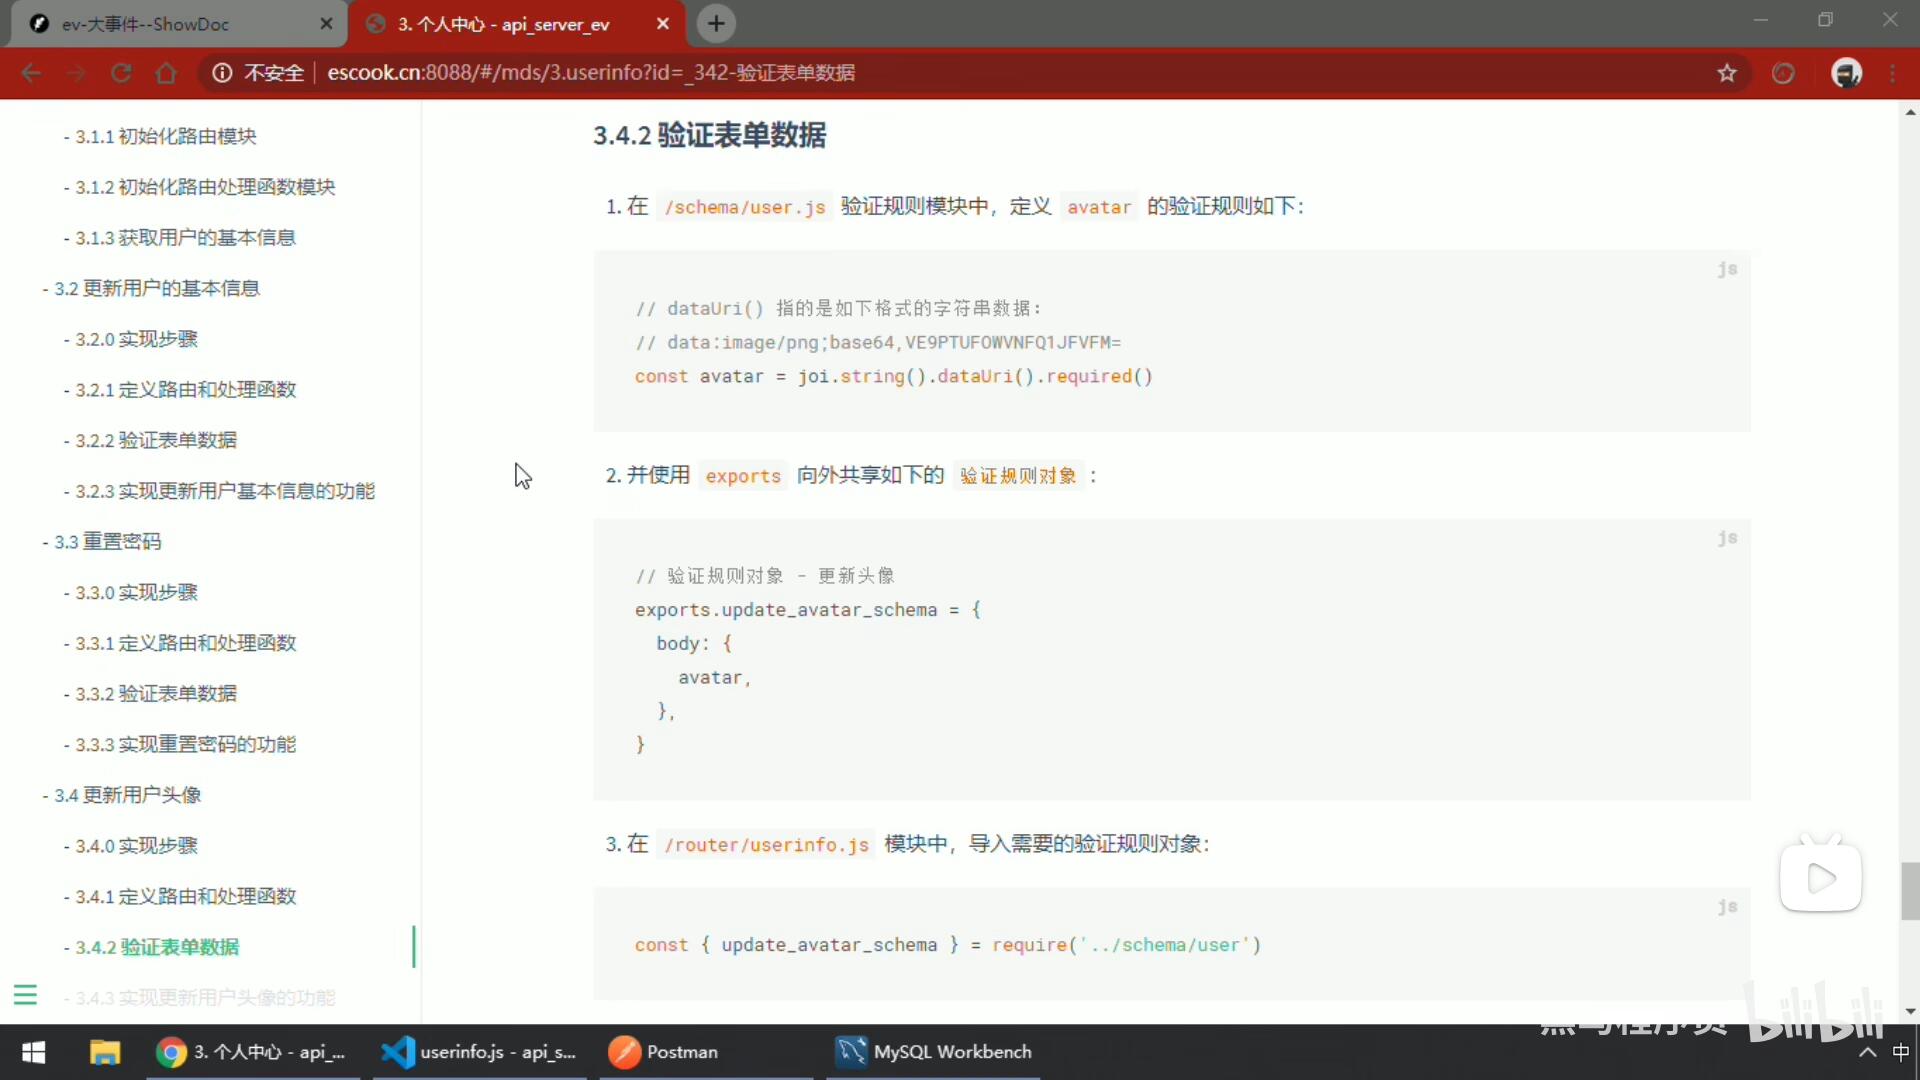 ev-大事件--ShowDoc
3. 个人中心 - api_server_ev
不安全
escook.cn:8088/#/mds/3.userinfo?id=_342-验证表单数据
- 3.1.1 初始化路由模块
- 3.1.2 初始化路由处理函数模块
- 3.1.3 获取用户的基本信息
- 3.2 更新用户的基本信息
- 3.2.0 实现步骤
- 3.2.1 定义路由和处理函数
- 3.2.2 验证表单数据
- 3.2.3 实现更新用户基本信息的功能
- 3.3 重置密码
- 3.3.0 实现步骤
- 3.3.1 定义路由和处理函数
- 3.3.2 验证表单数据
- 3.3.3 实现重置密码的功能
- 3.4 更新用户头像
- 3.4.0 实现步骤
- 3.4.1 定义路由和处理函数
- 3.4.2 验证表单数据
- 3.4.3 实现更新用户头像的功能
3.4.2 验证表单数据
1. 在 /schema/user.js 验证规则模块中，定义 avatar 的验证规则如下：
js
// dataUri() 指的是如下格式的字符串数据：
// data:image/png;base64,VE9PTUFOWVNFQ1JFVFM=
const avatar = joi.string().dataUri().required()
2. 并使用 exports 向外共享如下的 验证规则对象 ：
js
// 验证规则对象 - 更新头像
exports.update_avatar_schema = {
body: {
avatar,
},
}
3. 在 /router/userinfo.js 模块中，导入需要的验证规则对象：
js
const { update_avatar_schema } = require('../schema/user')
黑马程序员 bilibili
3. 个人中心 - api_...
userinfo.js - api_s...
Postman
MySQL Workbench
中